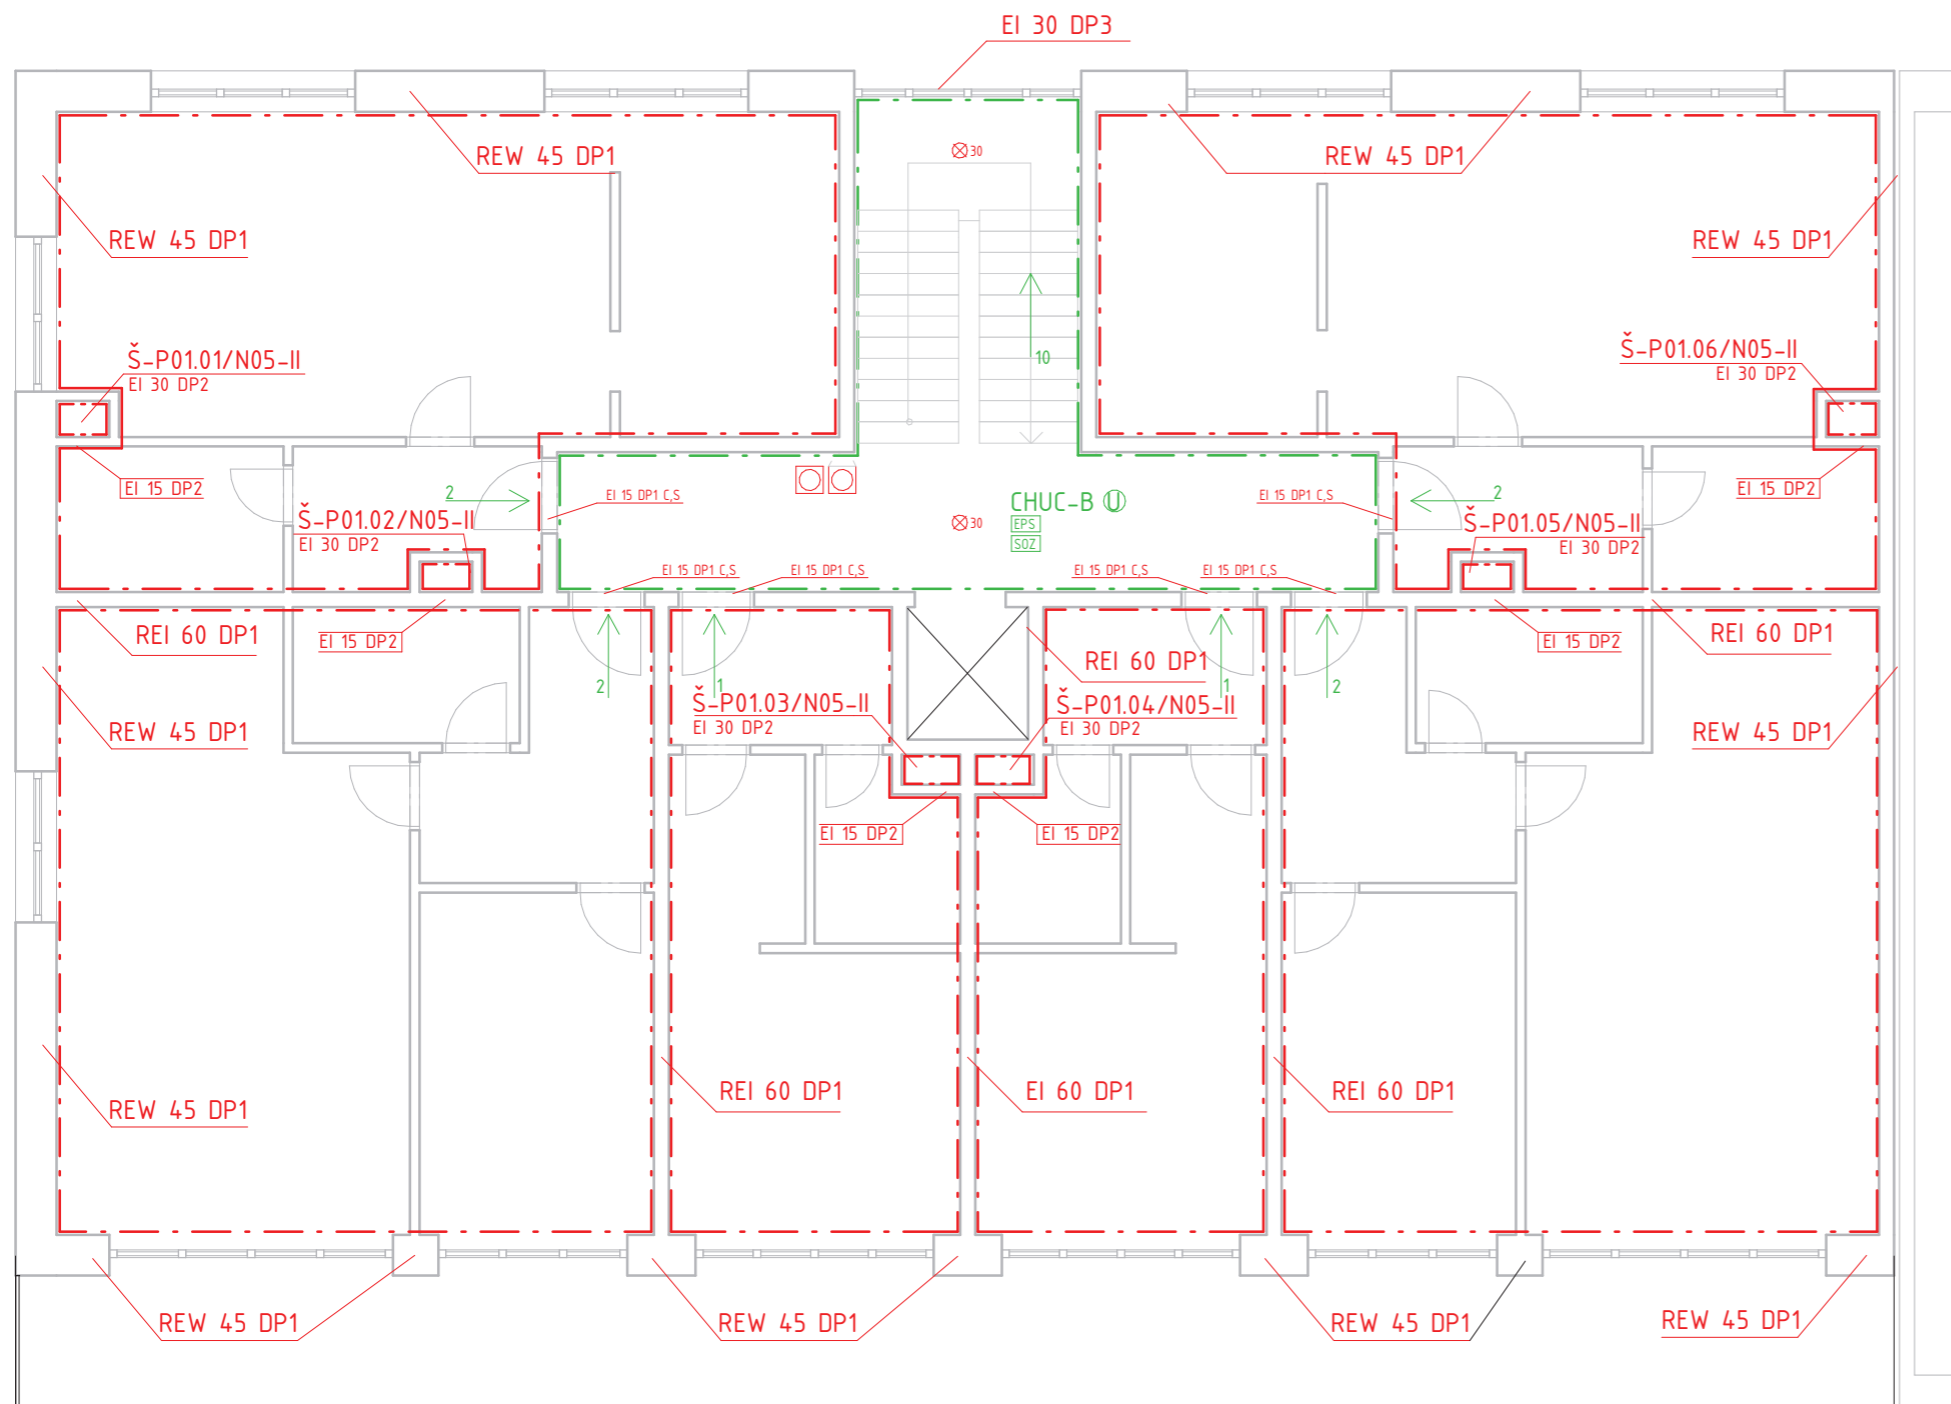 EI 30 DP3
REW 45 DP1
REW 45 DP1
30
REW 45 DP1
REW 45 DP1
Š-P01.01/N05-II
EI 30 DP2
10
Š-P01.06/N05-II
EI 30 DP2
EI 15 DP2
2
EI 15 DP1 C,S
CHUC-B U
EI 15 DP1 C,S
2
EI 15 DP2
Š-P01.02/N05-II
EI 30 DP2
30
EPS
SOZ
Š-P01.05/N05-II
EI 30 DP2
EI 15 DP1 C,S
EI 15 DP1 C,S
EI 15 DP1 C,S
EI 15 DP1 C,S
REI 60 DP1
EI 15 DP2
REI 60 DP1
EI 15 DP2
REI 60 DP1
2
1
1
2
Š-P01.03/N05-II
EI 30 DP2
Š-P01.04/N05-II
EI 30 DP2
REW 45 DP1
REW 45 DP1
EI 15 DP2
EI 15 DP2
REW 45 DP1
REI 60 DP1
EI 60 DP1
REI 60 DP1
REW 45 DP1
REW 45 DP1
REW 45 DP1
REW 45 DP1